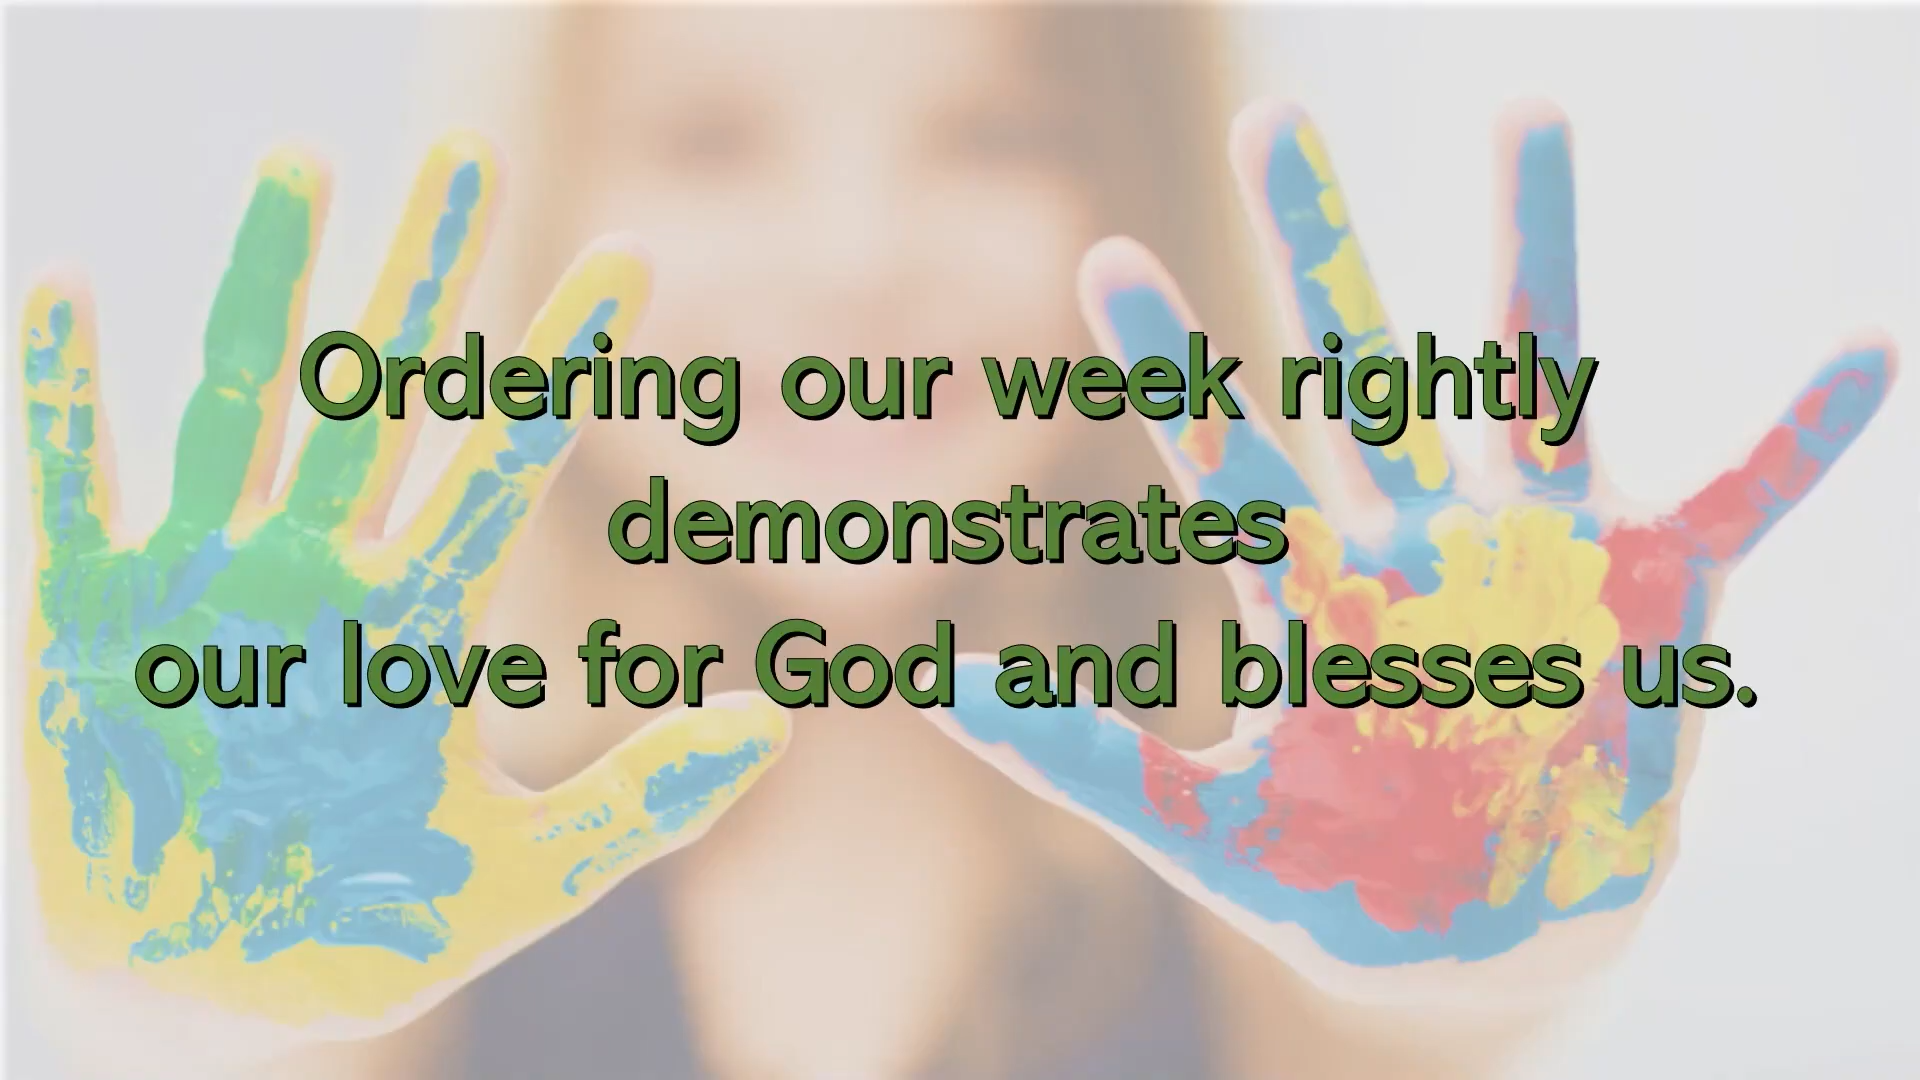 Ordering our week rightly
demonstrates
our love for God and blesses us.